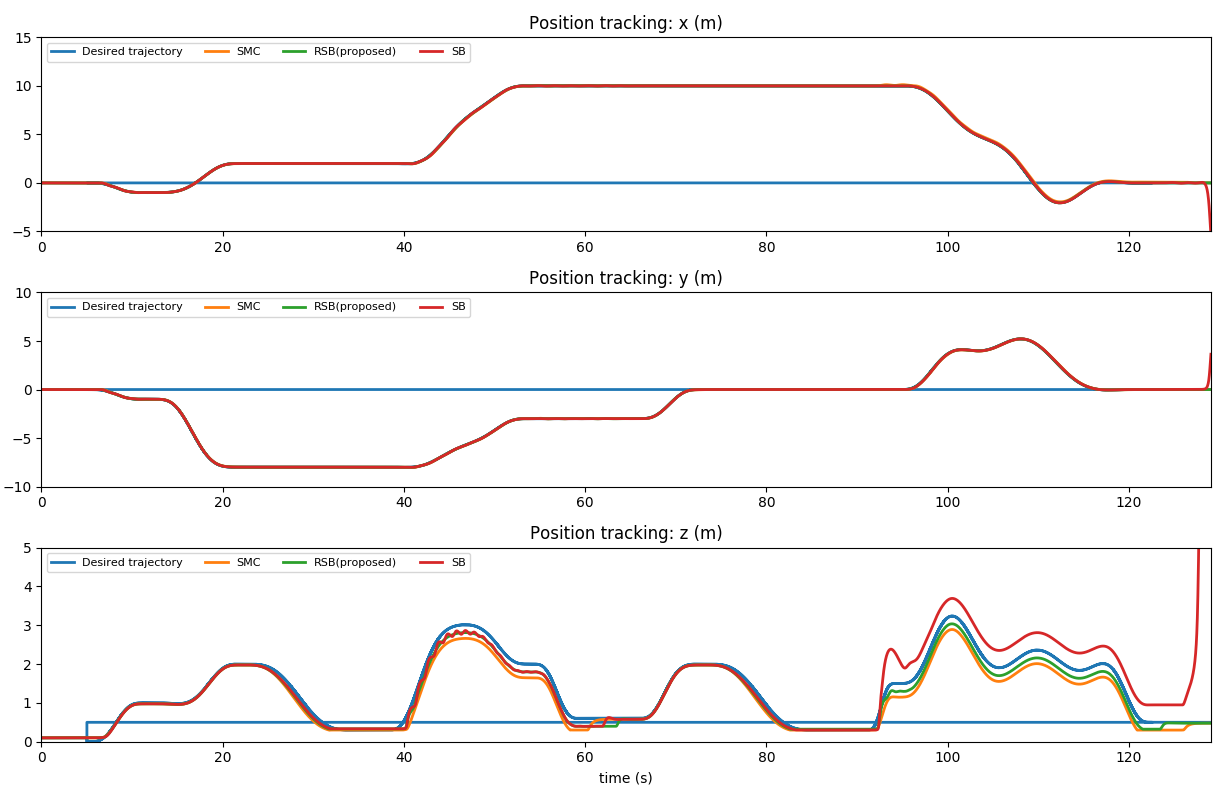 Position tracking: x (m)
15
Desired trajectory SMC RSB(proposed) SB
10
5
0
−5
0 20 40 60 80 100 120
Position tracking: y (m)
10
Desired trajectory SMC RSB(proposed) SB
5
0
−5
−10
0 20 40 60 80 100 120
Position tracking: z (m)
5
Desired trajectory SMC RSB(proposed) SB
4
3
2
1
0
0 20 40 60 80 100 120
time (s)